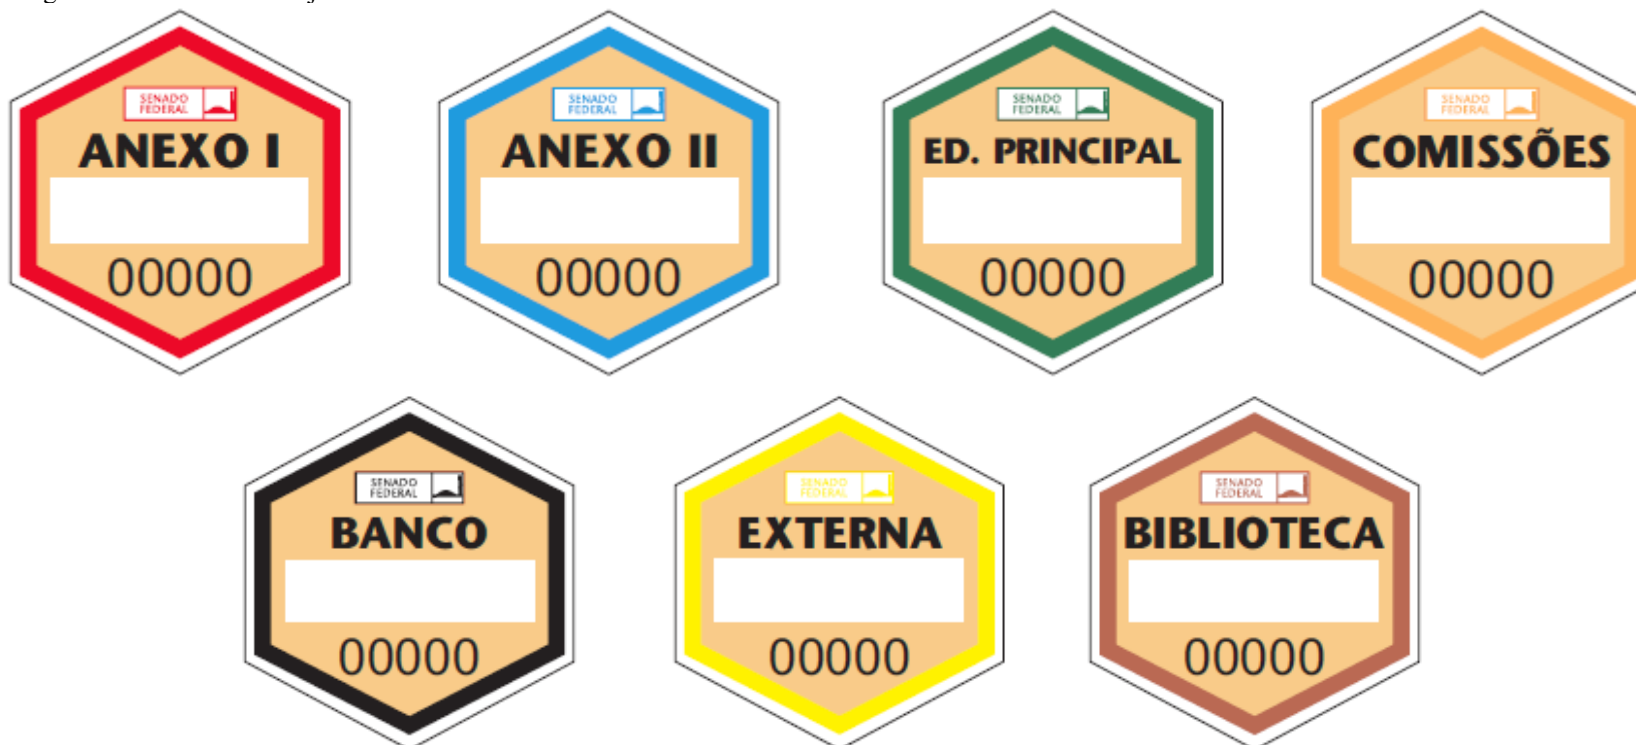 SENADO
FEDERAL
ANEXO I
00000
SENADO
FEDERAL
ANEXO II
00000
SENADO
FEDERAL
ED. PRINCIPAL
00000
SENADO
FEDERAL
COMISSÕES
00000
SENADO
FEDERAL
BANCO
00000
SENADO
FEDERAL
EXTERNA
00000
SENADO
FEDERAL
BIBLIOTECA
00000